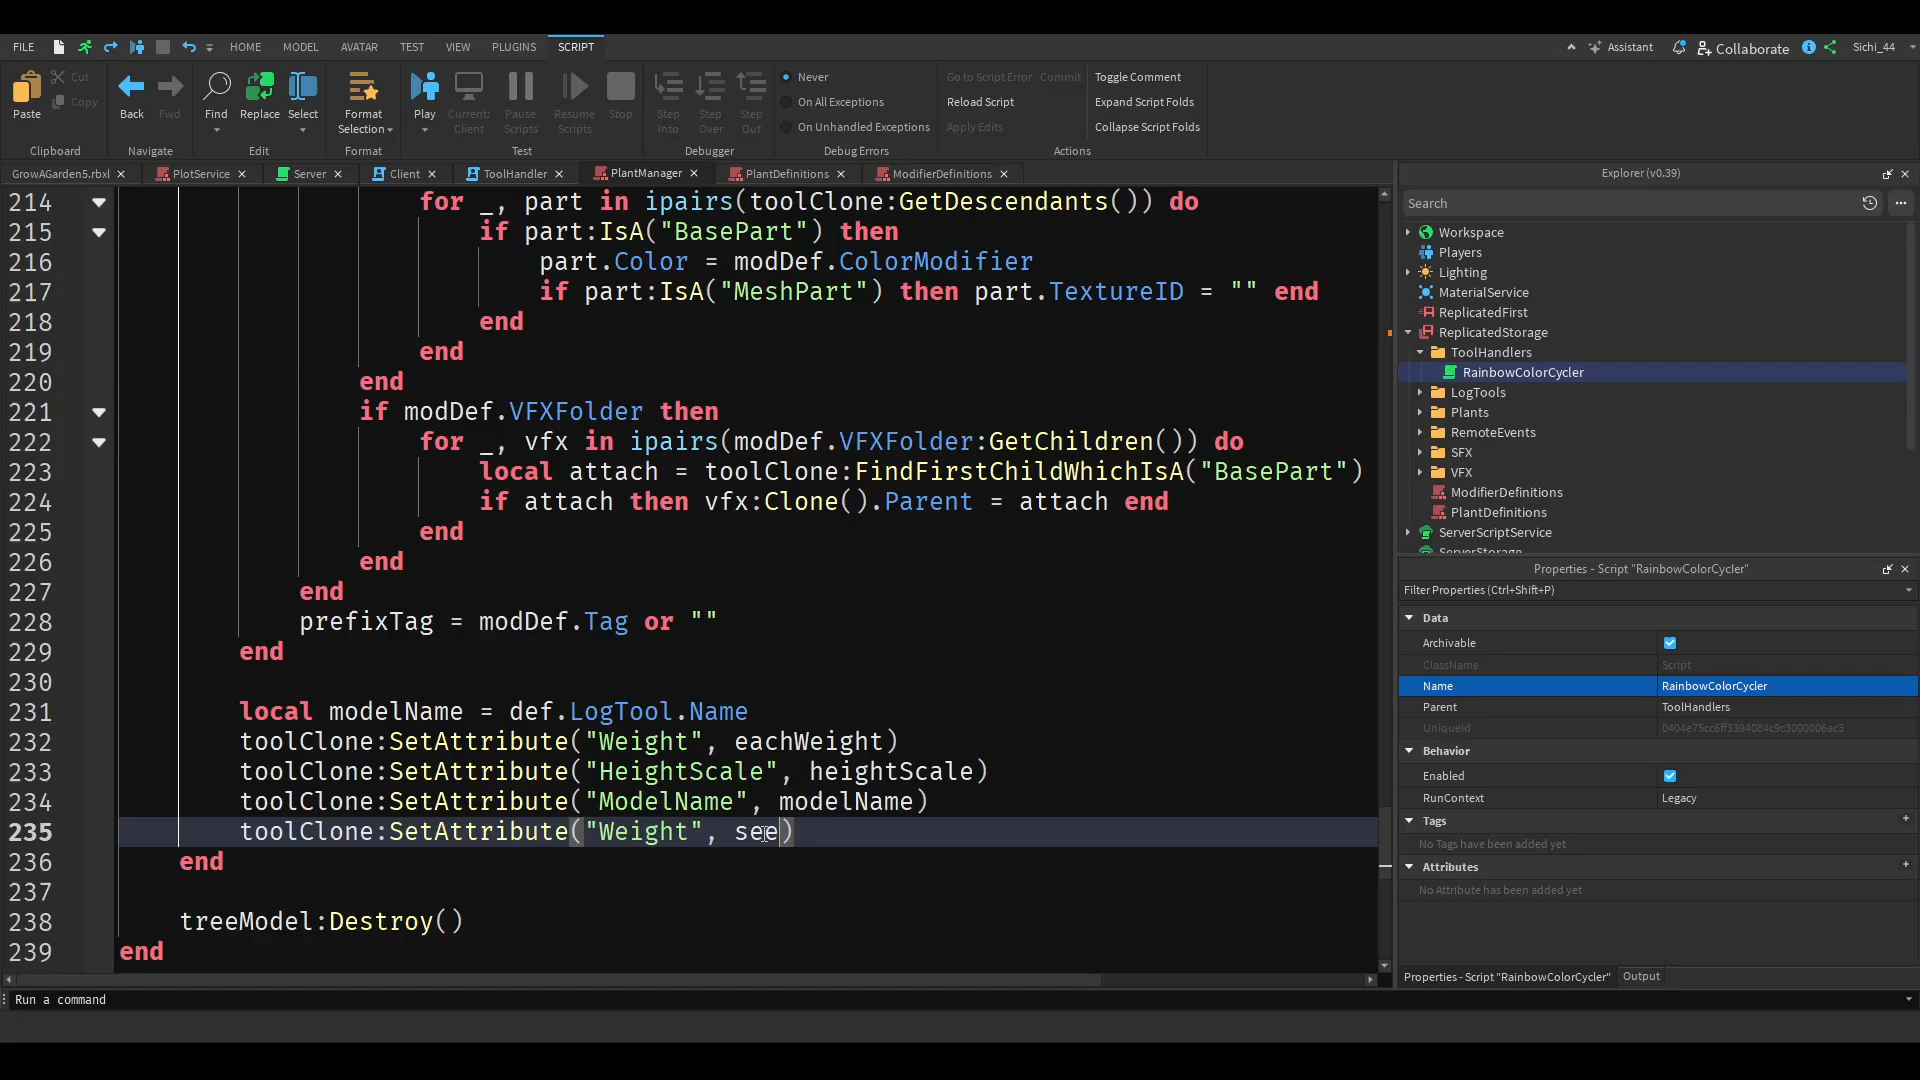 FILE HOME MODEL AVATAR TEST VIEW PLUGINS SCRIPT Assistant Collaborate Sichi_44
Paste Cut Copy Back Fwd Find Replace Select Format Selection Play Current: Client Pause Scripts Resume Scripts Stop Step Into Step Over Step Out
Never
On All Exceptions
On Unhandled Exceptions
Go to Script Error Commit
Reload Script
Apply Edits
Toggle Comment
Expand Script Folds
Collapse Script Folds
Clipboard Navigate Edit Format Test Debugger Debug Errors Actions
GrowAGarden5.rbxl PlotService Server Client ToolHandler PlantManager PlantDefinitions ModifierDefinitions
214 for _, part in ipairs(toolClone:GetDescendants()) do
215 if part:IsA("BasePart") then
216 part.Color = modDef.ColorModifier
217 if part:IsA("MeshPart") then part.TextureID = "" end
218 end
219 end
220 end
221 if modDef.VFXFolder then
222 for _, vfx in ipairs(modDef.VFXFolder:GetChildren()) do
223 local attach = toolClone:FindFirstChildWhichIsA("BasePart")
224 if attach then vfx:Clone().Parent = attach end
225 end
226 end
227 end
228 prefixTag = modDef.Tag or ""
229 end
230
231 local modelName = def.LogTool.Name
232 toolClone:SetAttribute("Weight", eachWeight)
233 toolClone:SetAttribute("HeightScale", heightScale)
234 toolClone:SetAttribute("ModelName", modelName)
235 toolClone:SetAttribute("Weight", see)
236 end
237
238 treeModel:Destroy()
239 end
Explorer (v0.39)
Search
Workspace
Players
Lighting
MaterialService
ReplicatedFirst
ReplicatedStorage
ToolHandlers
RainbowColorCycler
LogTools
Plants
RemoteEvents
SFX
VFX
ModifierDefinitions
PlantDefinitions
ServerScriptService
ServerStorage
Properties - Script "RainbowColorCycler"
Filter Properties (Ctrl+Shift+P)
Data
Archivable
ClassName Script
Name RainbowColorCycler
Parent ToolHandlers
UniqueId 0404e75cc6ff3394084c9c3000006ac3
Behavior
Enabled
RunContext Legacy
Tags
No Tags have been added yet
Attributes
No Attribute has been added yet
Properties - Script "RainbowColorCycler" Output
Run a command